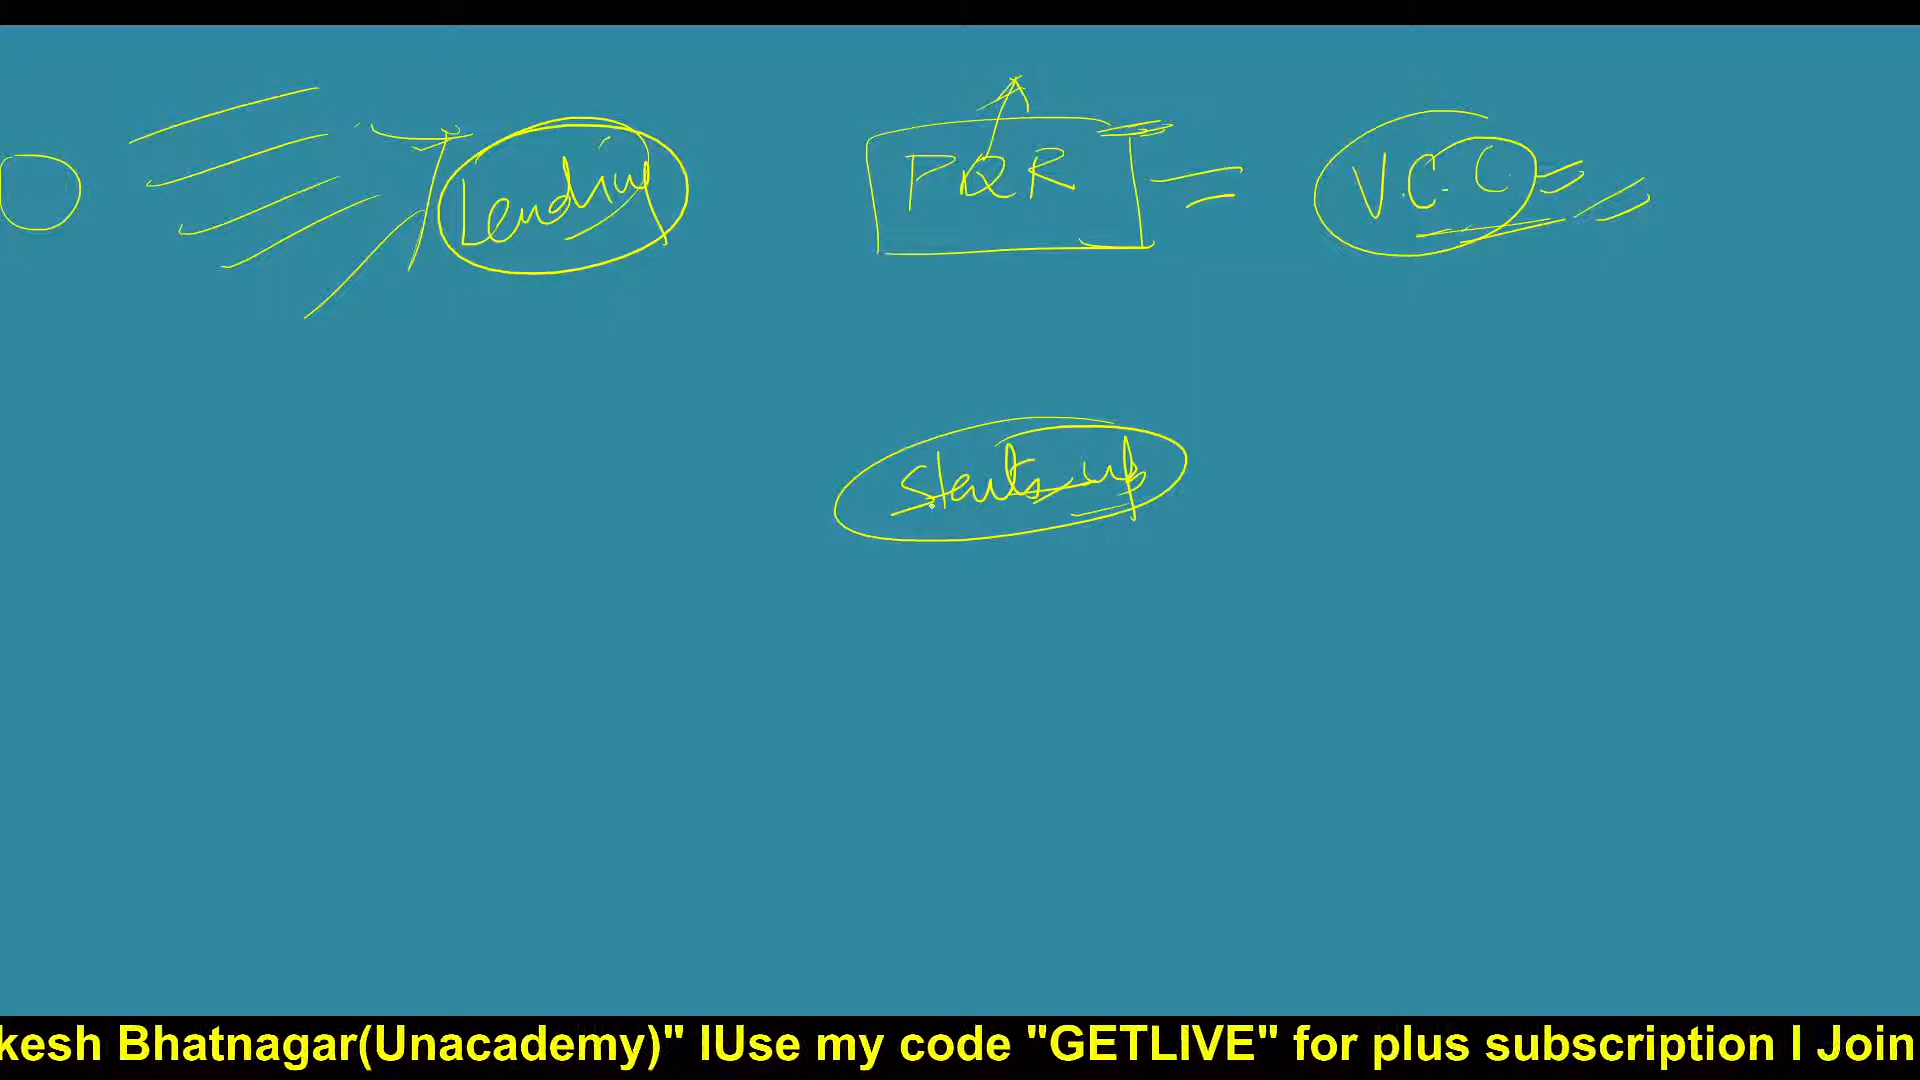 Lending PQR V.C.C
Starts-up
kesh Bhatnagar(Unacademy)" IUse my code "GETLIVE" for plus subscription I Join